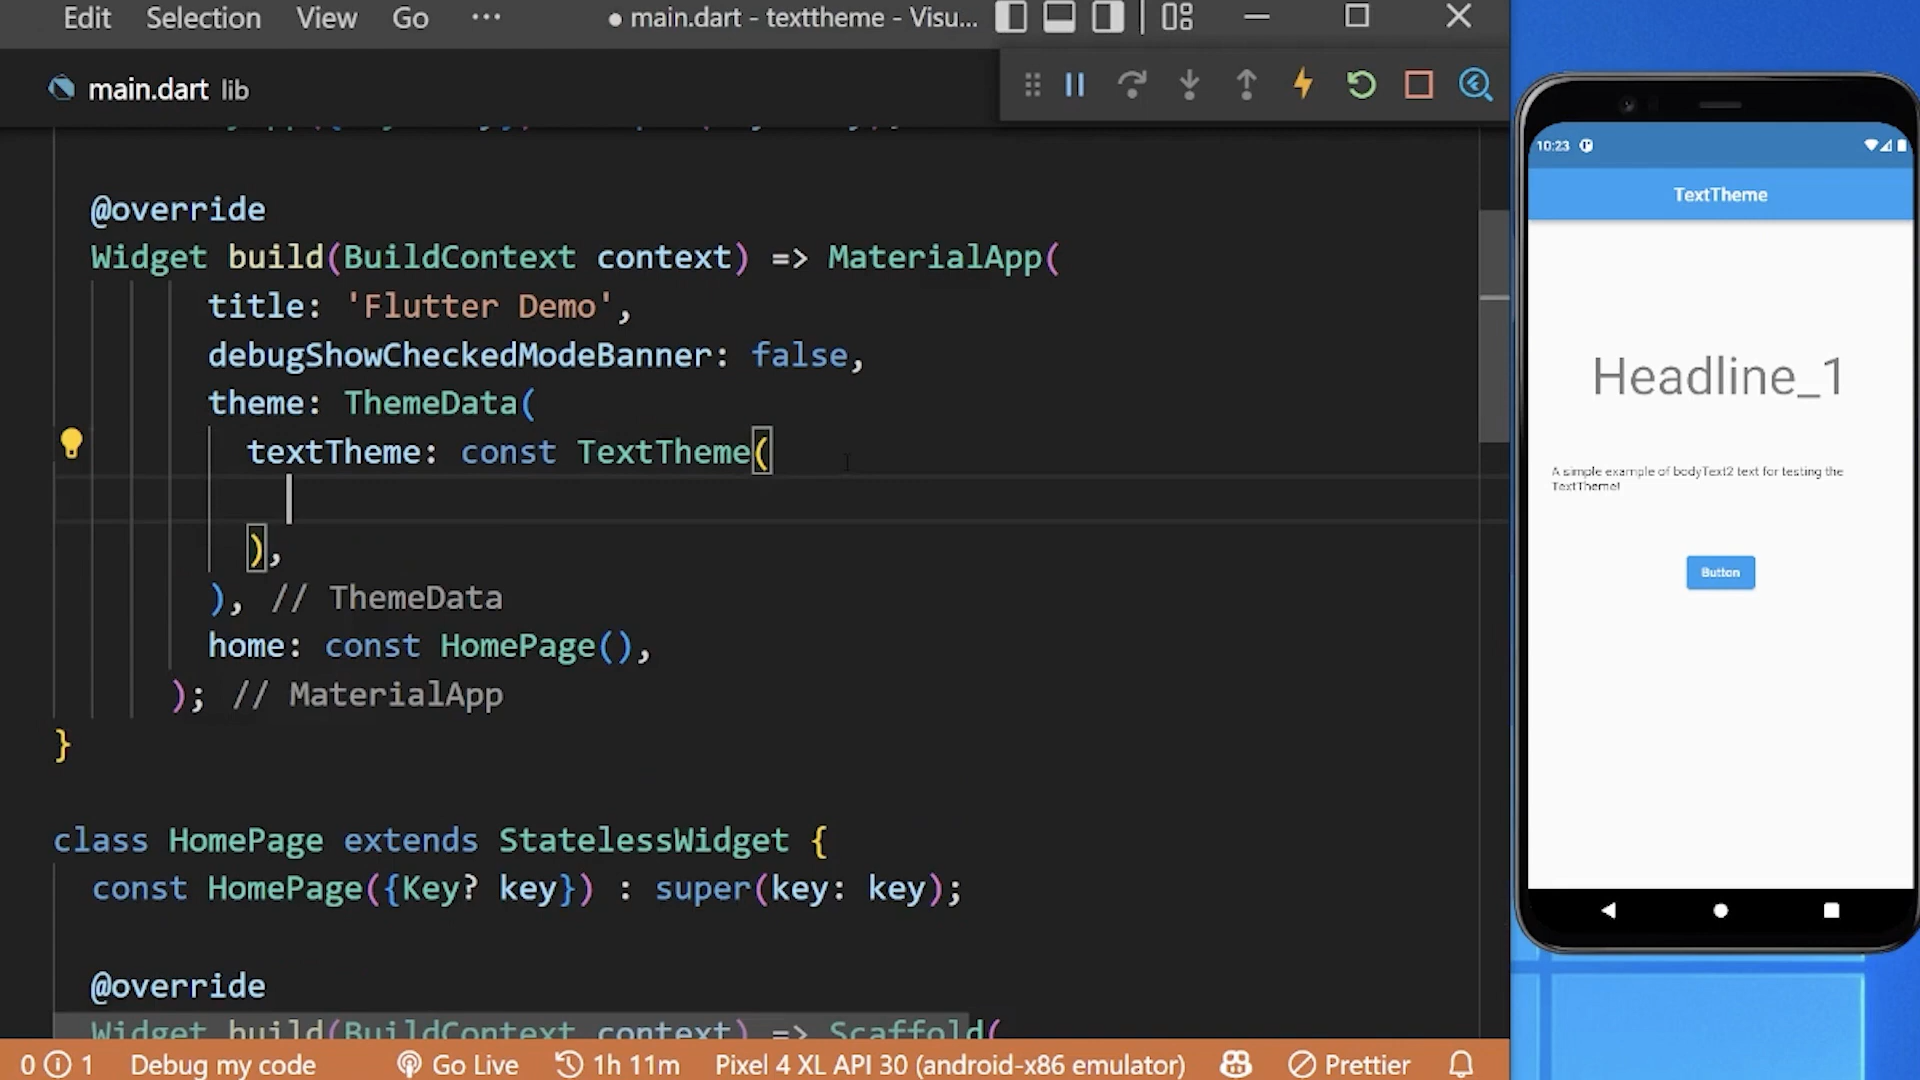 Edit Selection View Go ··· ● main.dart - texttheme - Visu...
main.dart lib
@override
Widget build(BuildContext context) => MaterialApp(
title: 'Flutter Demo',
debugShowCheckedModeBanner: false,
theme: ThemeData(
textTheme: const TextTheme(
),
), // ThemeData
home: const HomePage(),
); // MaterialApp
}
class HomePage extends StatelessWidget {
const HomePage({Key? key}) : super(key: key);
@override
Widget build(BuildContext context) => Scaffold(
0 1 Debug my code Go Live 1h 11m Pixel 4 XL API 30 (android-x86 emulator) Prettier
10:23
TextTheme
Headline_1
A simple example of bodyText2 text for testing the
TextTheme!
Button